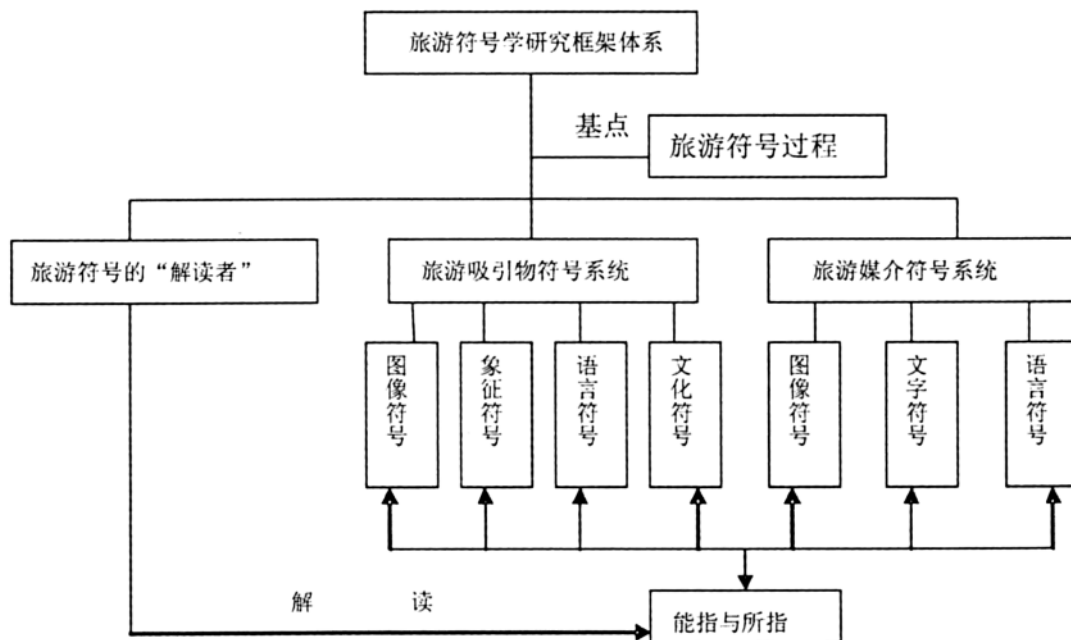 旅游符号学研究框架体系
基点
旅游符号过程
旅游符号的“解读者”
旅游吸引物符号系统
旅游媒介符号系统
图像符号
象征符号
语言符号
文化符号
图像符号
文字符号
语言符号
解 读
能指与所指